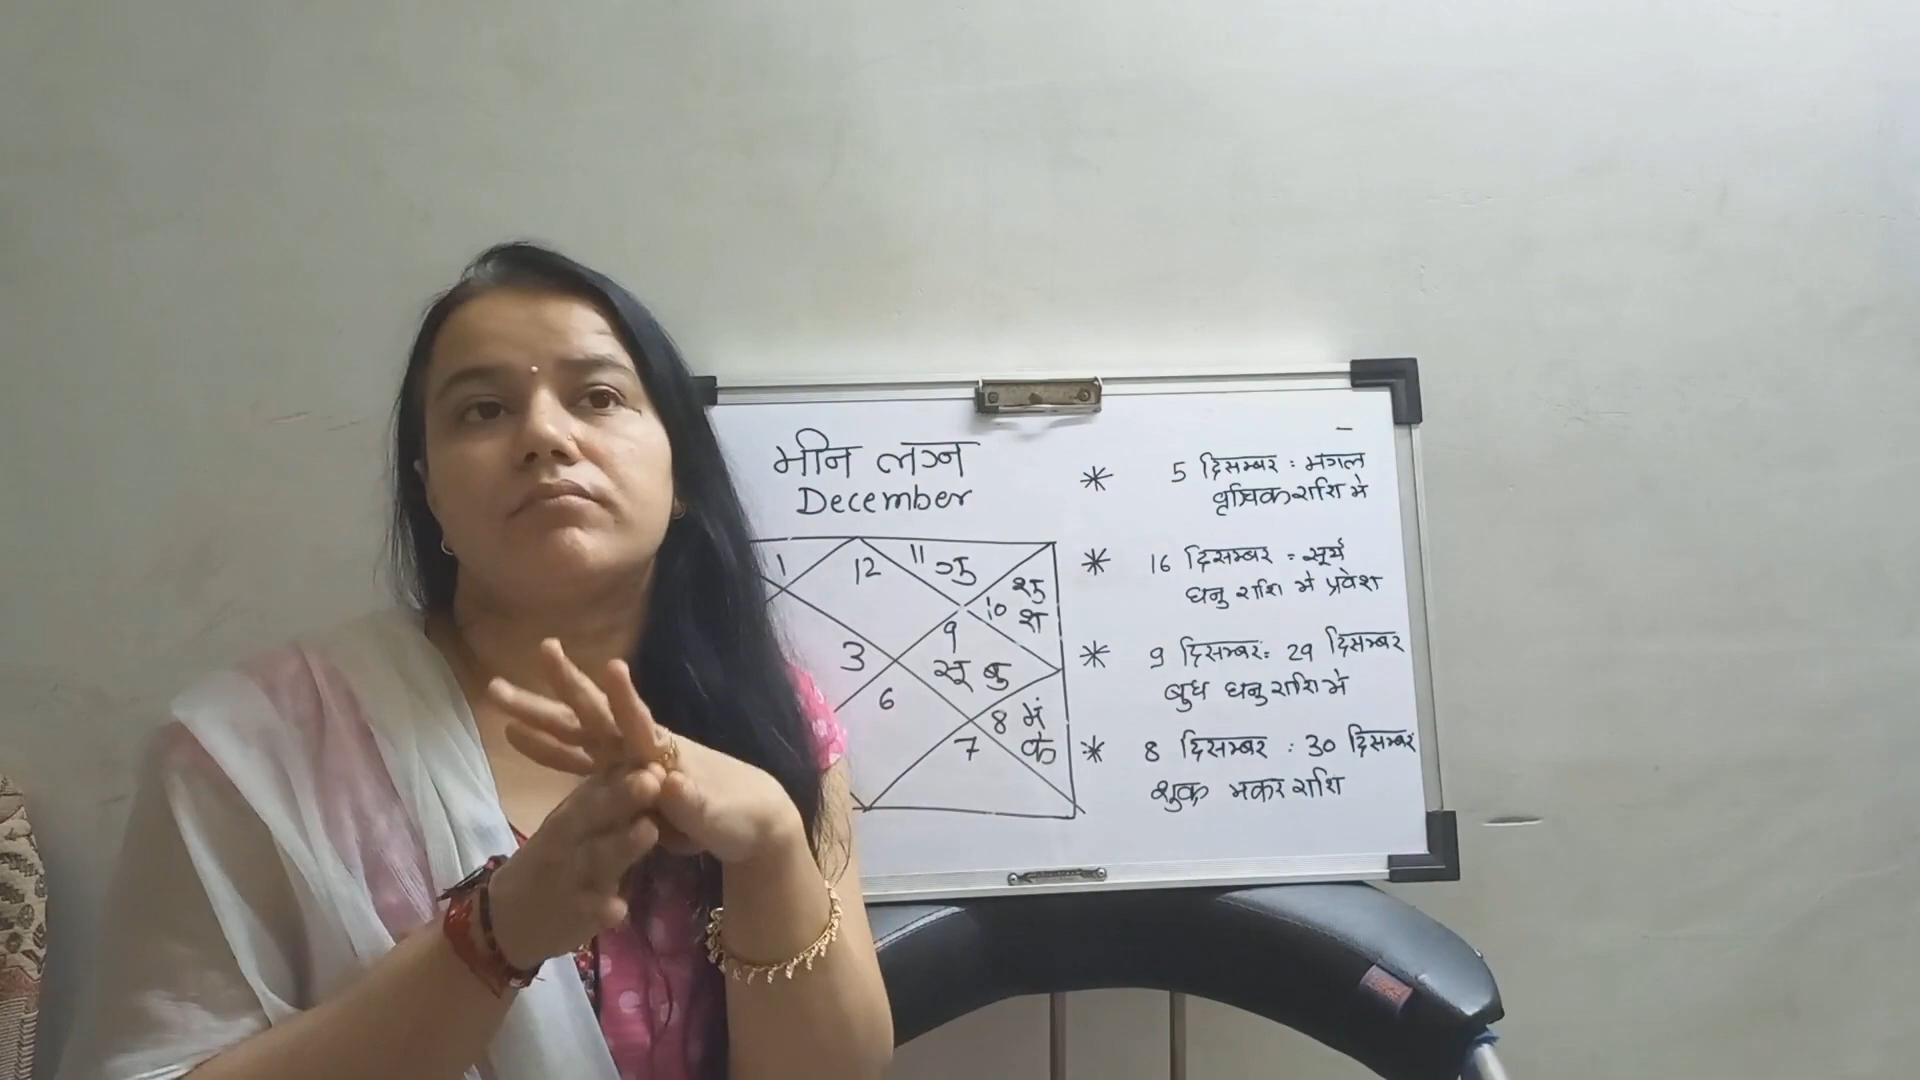 मीन लग्न
December
1
12
11 गु
10 शु
श
9
सू बु
3
6
8 मं
के
7
* 5 दिसम्बर : मंगल
वृश्चिक राशि में
* 16 दिसम्बर = सूर्य
धनु राशि में प्रवेश
* 9 दिसम्बर: 29 दिसम्बर
बुध धनु राशि में
* 8 दिसम्बर : 30 दिसम्बर
शुक्र मकर राशि